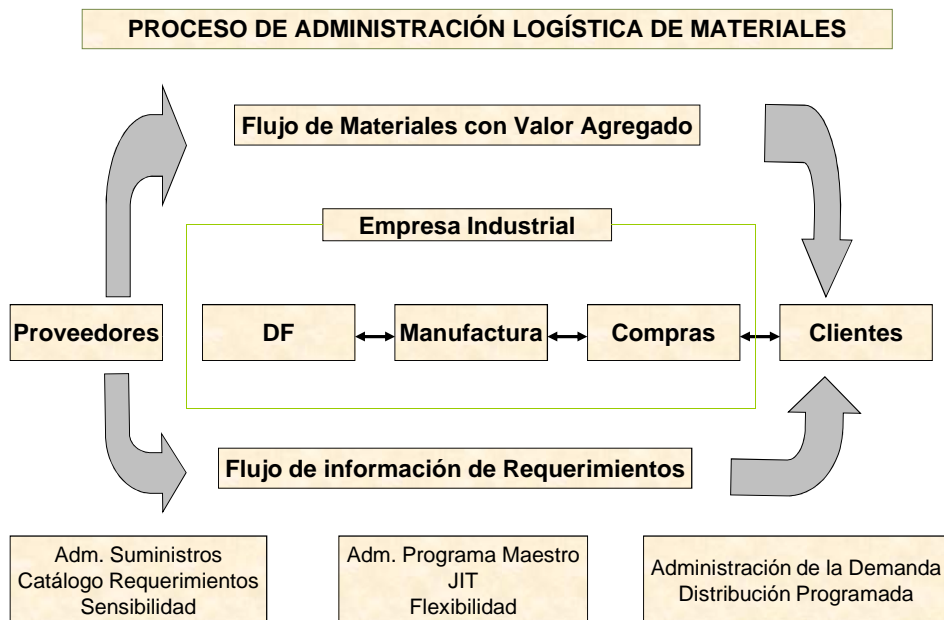 PROCESO DE ADMINISTRACIÓN LOGÍSTICA DE MATERIALES
Flujo de Materiales con Valor Agregado
Empresa Industrial
Proveedores
DF
Manufactura
Compras
Clientes
Flujo de información de Requerimientos
Adm. Suministros
Catálogo Requerimientos
Sensibilidad
Adm. Programa Maestro
JIT
Flexibilidad
Administración de la Demanda
Distribución Programada